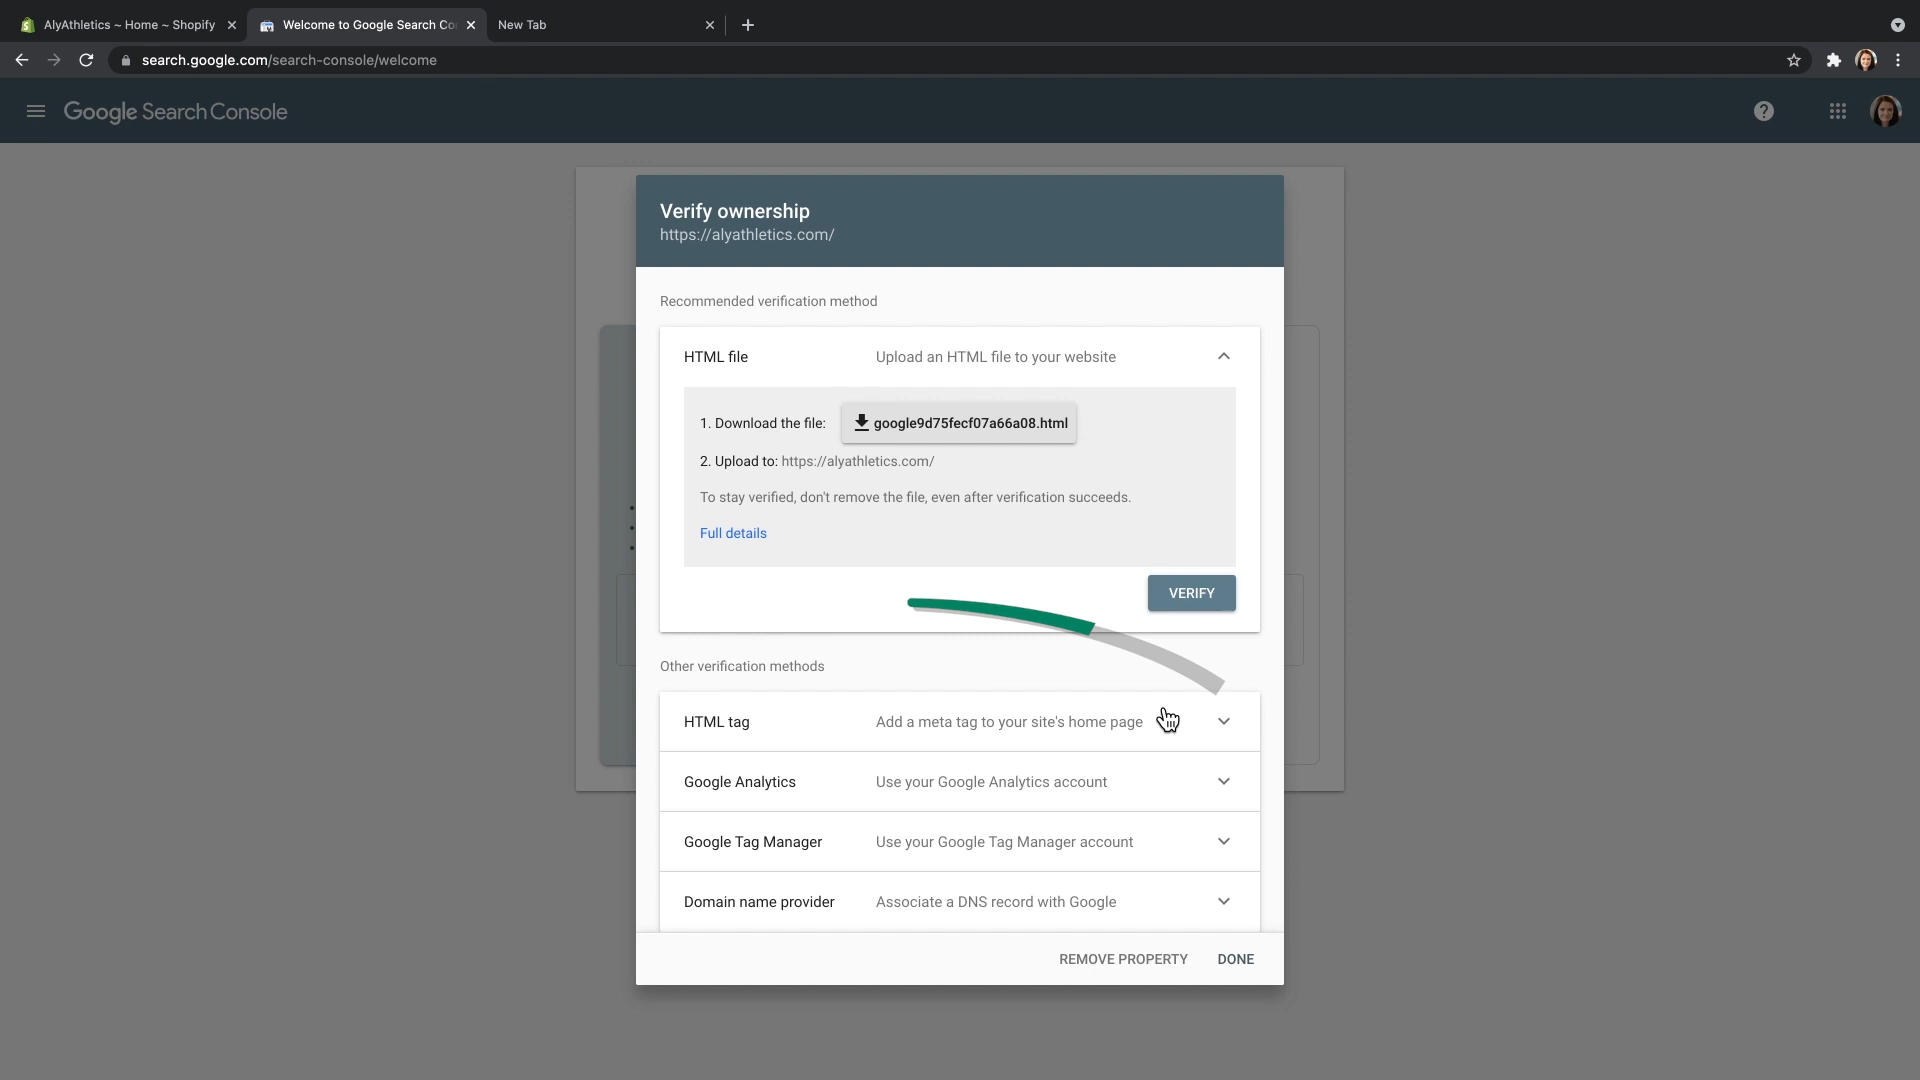 AlyAthletics ~ Home ~ Shopify
Welcome to Google Search Co
New Tab
search.google.com/search-console/welcome
Google Search Console
Verify ownership
https://alyathletics.com/
Recommended verification method
HTML file
Upload an HTML file to your website
1. Download the file:
google9d75fecf07a66a08.html
2. Upload to: https://alyathletics.com/
To stay verified, don't remove the file, even after verification succeeds.
Full details
VERIFY
Other verification methods
HTML tag
Add a meta tag to your site's home page
Google Analytics
Use your Google Analytics account
Google Tag Manager
Use your Google Tag Manager account
Domain name provider
Associate a DNS record with Google
REMOVE PROPERTY
DONE